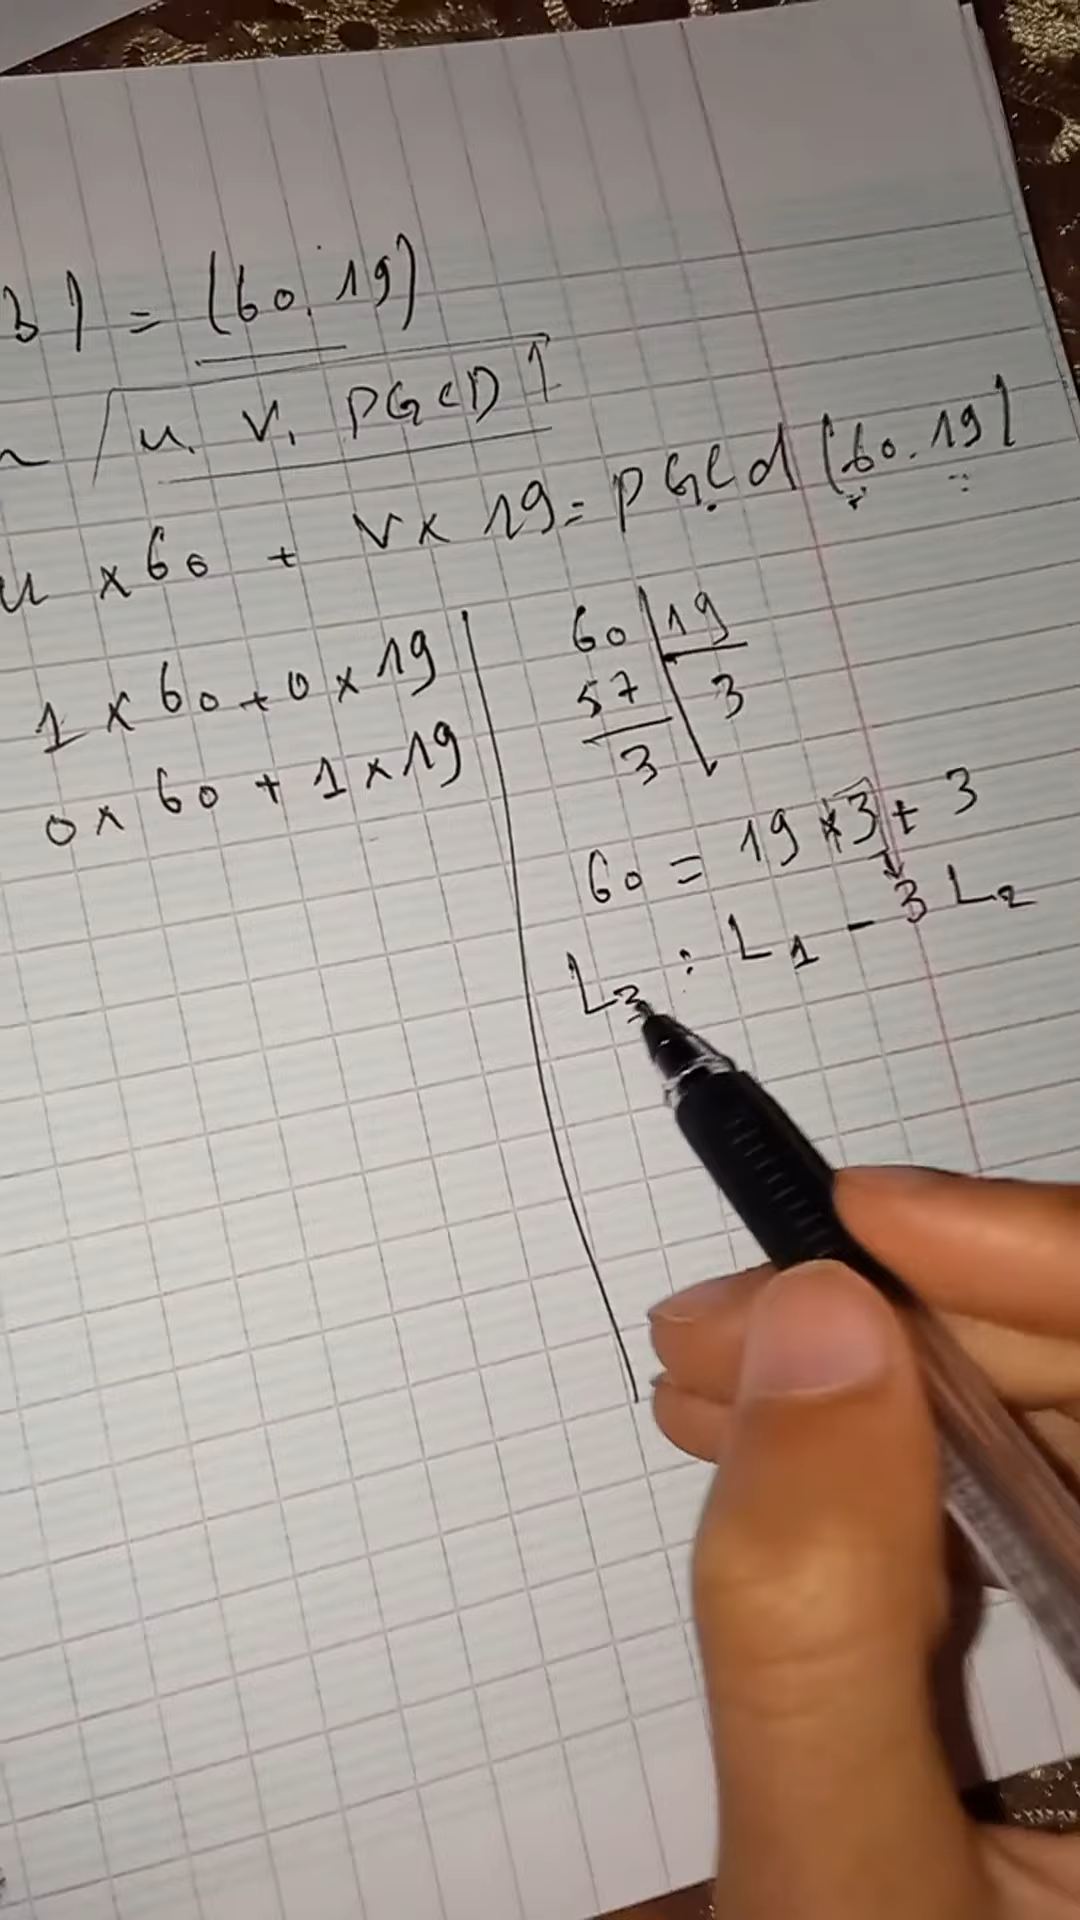 3) = (60, 19)
u, v, PGCD
u × 60 + v × 19 = PGCd (60, 19)
1 × 60 + 0 × 19
0 × 60 + 1 × 19
60 | 19
57 | 3
3
60 = 19 × 3 + 3
L3 : L1 - 3 L2